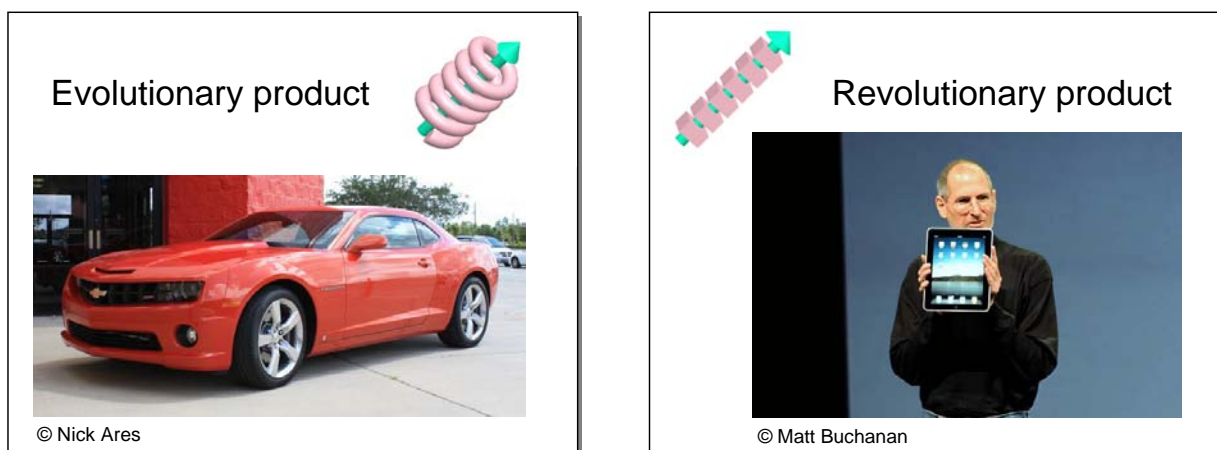 Evolutionary product
© Nick Ares
Revolutionary product
© Matt Buchanan